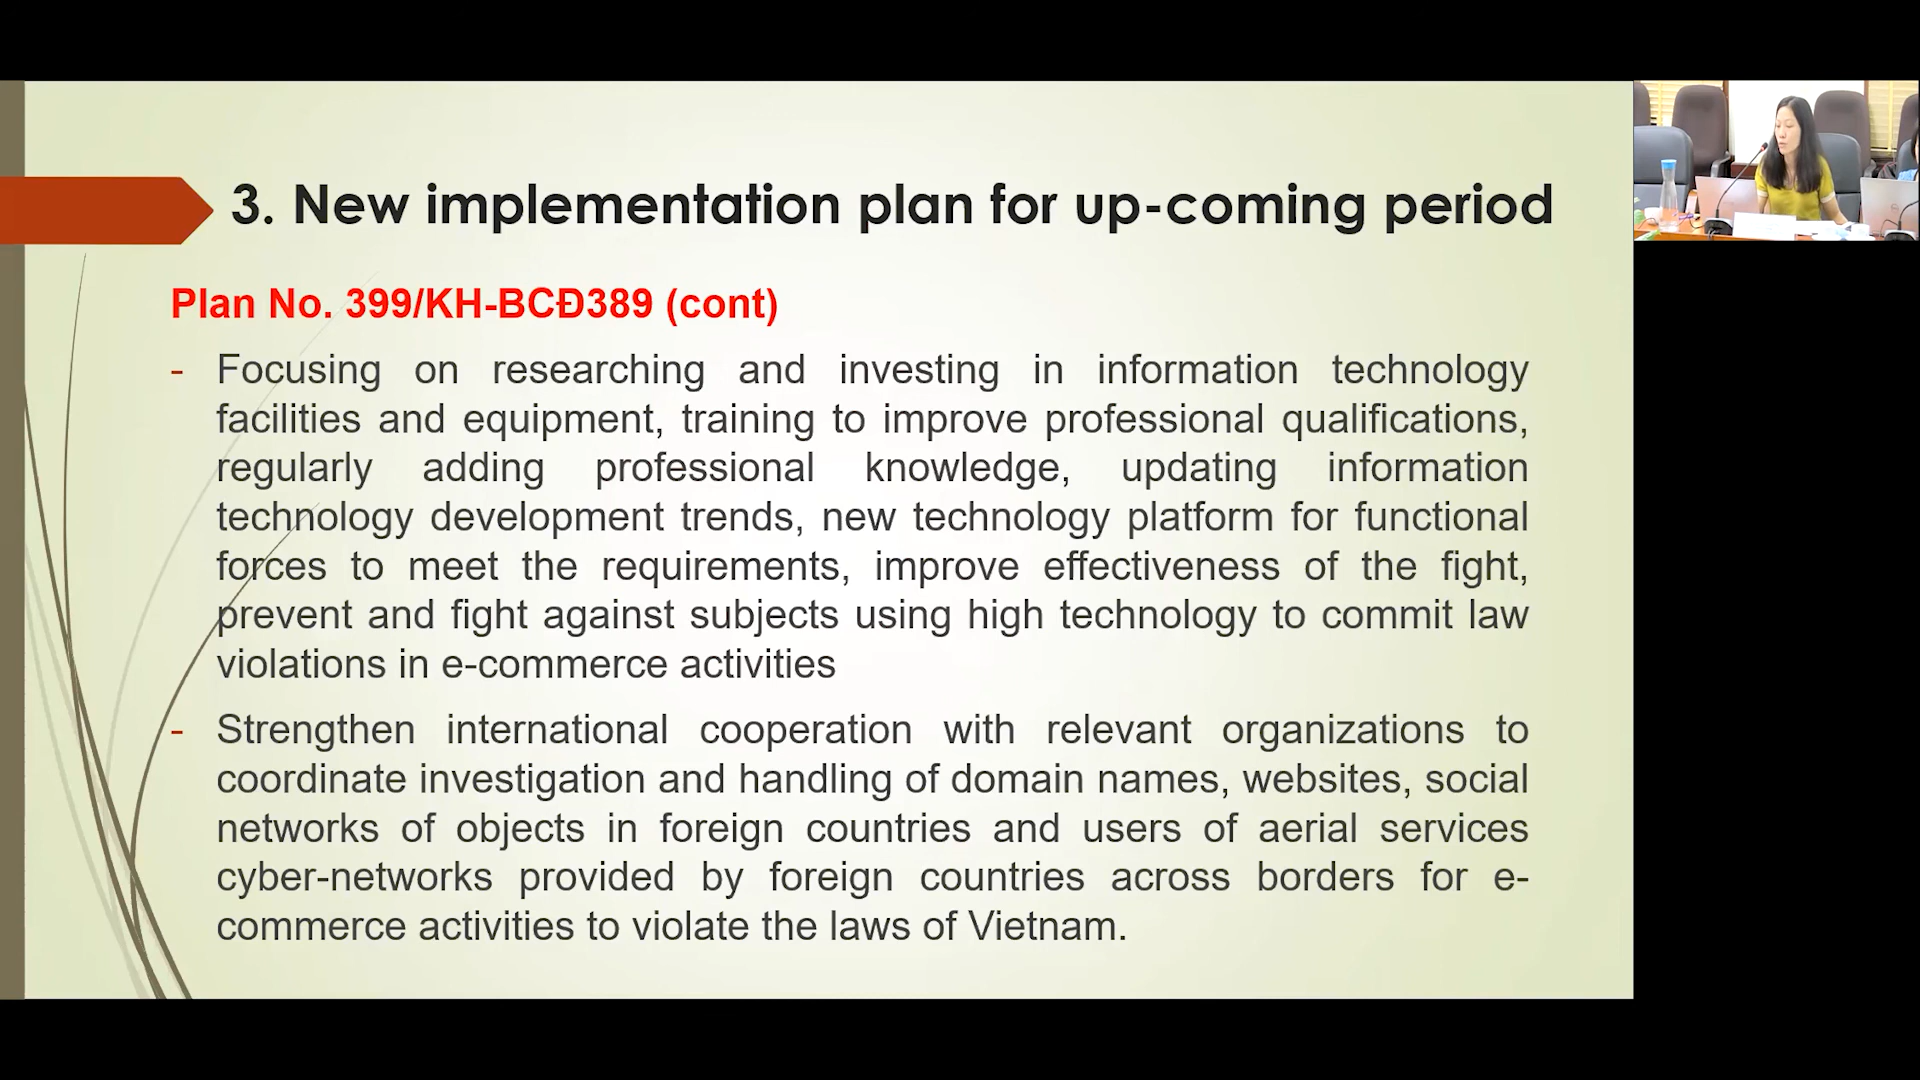 3. New implementation plan for up-coming period
Plan No. 399/KH-BCĐ389 (cont)
- Focusing on researching and investing in information technology
facilities and equipment, training to improve professional qualifications,
regularly adding professional knowledge, updating information
technology development trends, new technology platform for functional
forces to meet the requirements, improve effectiveness of the fight,
prevent and fight against subjects using high technology to commit law
violations in e-commerce activities
- Strengthen international cooperation with relevant organizations to
coordinate investigation and handling of domain names, websites, social
networks of objects in foreign countries and users of aerial services
cyber-networks provided by foreign countries across borders for e-
commerce activities to violate the laws of Vietnam.